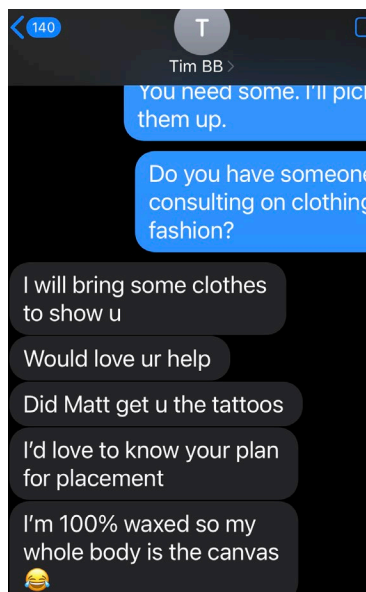 140
T
Tim BB
You need some. I'll
them up.
Do you have someone
consulting on clothing
fashion?
I will bring some clothes
to show u
Would love ur help
Did Matt get u the tattoos
I'd love to know your plan
for placement
I'm 100% waxed so my
whole body is the canvas
😂